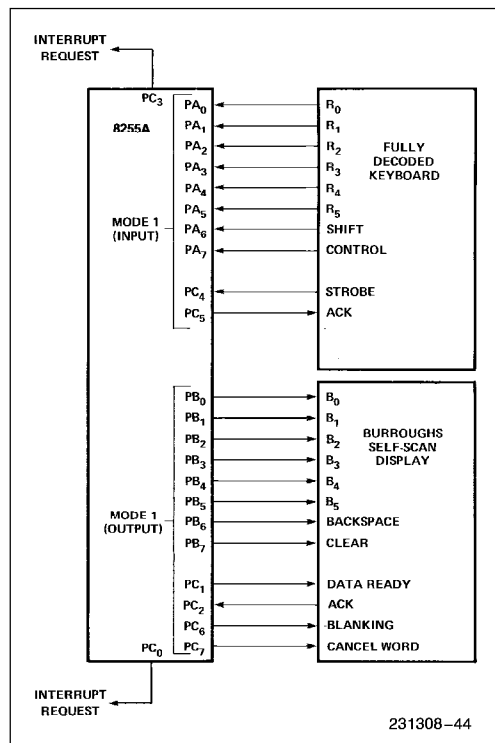 INTERRUPT
REQUEST
PC3
8255A
MODE 1
(INPUT)
PA0
PA1
PA2
PA3
PA4
PA5
PA6
PA7
PC4
PC5
R0
R1
R2
R3
R4
R5
SHIFT
CONTROL
STROBE
ACK
FULLY
DECODED
KEYBOARD
MODE 1
(OUTPUT)
PB0
PB1
PB2
PB3
PB4
PB5
PB6
PB7
PC1
PC2
PC6
PC7
B0
B1
B2
B3
B4
B5
BACKSPACE
CLEAR
DATA READY
ACK
BLANKING
CANCEL WORD
BURROUGHS
SELF-SCAN
DISPLAY
PC0
INTERRUPT
REQUEST
231308–44